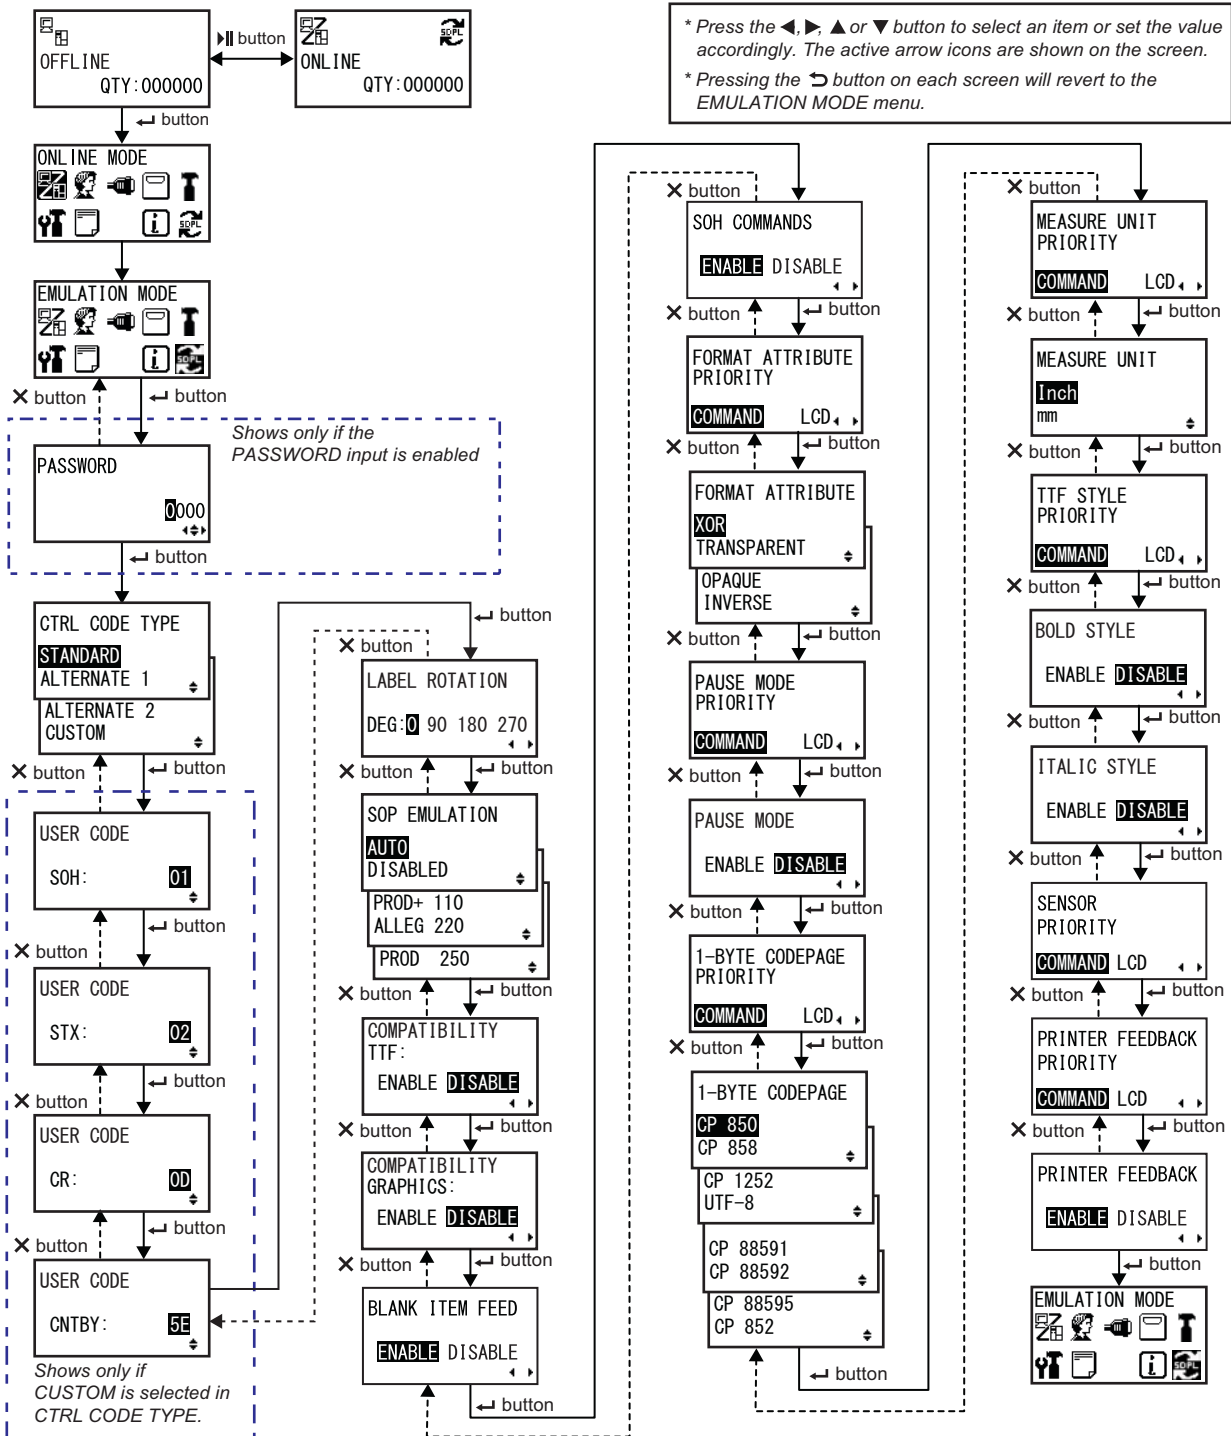 OFFLINE
QTY:000000
button
ONLINE
QTY:000000
SDPL
* Press the ◀, ▶, ▲ or ▼ button to select an item or set the value
accordingly. The active arrow icons are shown on the screen.
* Pressing the ⮌ button on each screen will revert to the
EMULATION MODE menu.
↵ button
ONLINE MODE
i SDPL
EMULATION MODE
i SDPL
✕ button
↵ button
Shows only if the
PASSWORD input is enabled
PASSWORD
0000
↵ button
CTRL CODE TYPE
STANDARD
ALTERNATE 1
ALTERNATE 2
CUSTOM
✕ button
↵ button
USER CODE
SOH: 01
✕ button
↵ button
USER CODE
STX: 02
✕ button
↵ button
USER CODE
CR: 0D
✕ button
↵ button
USER CODE
CNTBY: 5E
Shows only if
CUSTOM is selected in
CTRL CODE TYPE.
↵ button
✕ button
LABEL ROTATION
DEG:0 90 180 270
✕ button
↵ button
SOP EMULATION
AUTO
DISABLED
PROD+ 110
ALLEG 220
PROD 250
✕ button
↵ button
COMPATIBILITY
TTF:
ENABLE DISABLE
✕ button
↵ button
COMPATIBILITY
GRAPHICS:
ENABLE DISABLE
✕ button
↵ button
BLANK ITEM FEED
ENABLE DISABLE
↵ button
✕ button
SOH COMMANDS
ENABLE DISABLE
✕ button
↵ button
FORMAT ATTRIBUTE
PRIORITY
COMMAND LCD
✕ button
↵ button
FORMAT ATTRIBUTE
XOR
TRANSPARENT
OPAQUE
INVERSE
✕ button
↵ button
PAUSE MODE
PRIORITY
COMMAND LCD
✕ button
↵ button
PAUSE MODE
ENABLE DISABLE
✕ button
↵ button
1-BYTE CODEPAGE
PRIORITY
COMMAND LCD
✕ button
↵ button
1-BYTE CODEPAGE
CP 850
CP 858
CP 1252
UTF-8
CP 88591
CP 88592
CP 88595
CP 852
↵ button
✕ button
MEASURE UNIT
PRIORITY
COMMAND LCD
✕ button
↵ button
MEASURE UNIT
Inch
mm
✕ button
↵ button
TTF STYLE
PRIORITY
COMMAND LCD
✕ button
↵ button
BOLD STYLE
ENABLE DISABLE
✕ button
↵ button
ITALIC STYLE
ENABLE DISABLE
✕ button
↵ button
SENSOR
PRIORITY
COMMAND LCD
✕ button
↵ button
PRINTER FEEDBACK
PRIORITY
COMMAND LCD
✕ button
↵ button
PRINTER FEEDBACK
ENABLE DISABLE
↵ button
EMULATION MODE
i SDPL